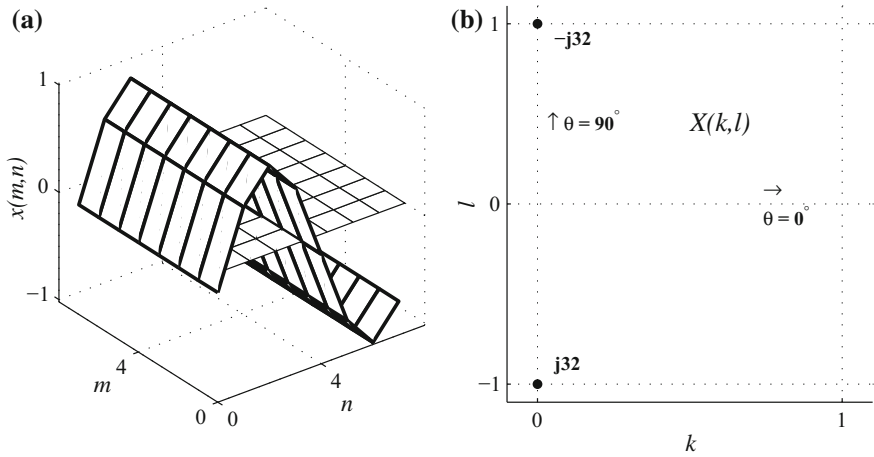 (a)
1
0
−1
x(m,n)
4
0
m
0
4
n
(b)
1
0
−1
l
−j32
↑ θ = 90°
X(k,l)
→
θ = 0°
j32
0
1
k